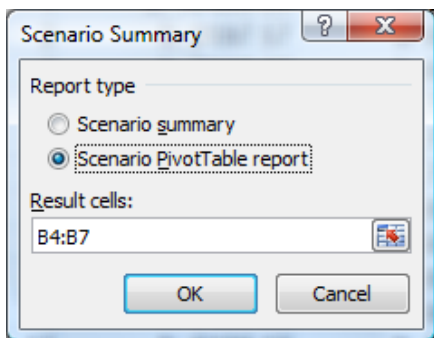 Scenario Summary
Report type
Scenario summary
Scenario PivotTable report
Result cells:
B4:B7
OK Cancel